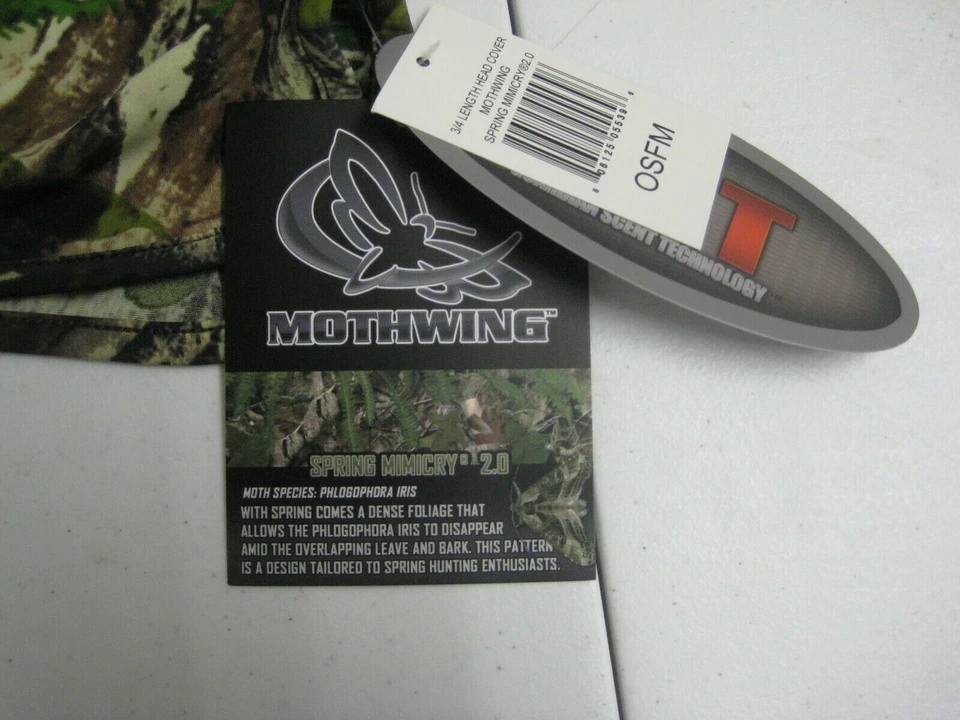 3/4 LENGTH HEAD COVER
MOTHWING
SPRING MIMICRY®2.0
OSFM
T
SCENT TECHNOLOGY™
MOTHWING™
SPRING MIMICRY® 2.0
MOTH SPECIES: PHLOGOPHORA IRIS
WITH SPRING COMES A DENSE FOLIAGE THAT
ALLOWS THE PHLOGOPHORA IRIS TO DISAPPEAR
AMID THE OVERLAPPING LEAVE AND BARK. THIS PATTERN
IS A DESIGN TAILORED TO SPRING HUNTING ENTHUSIASTS.